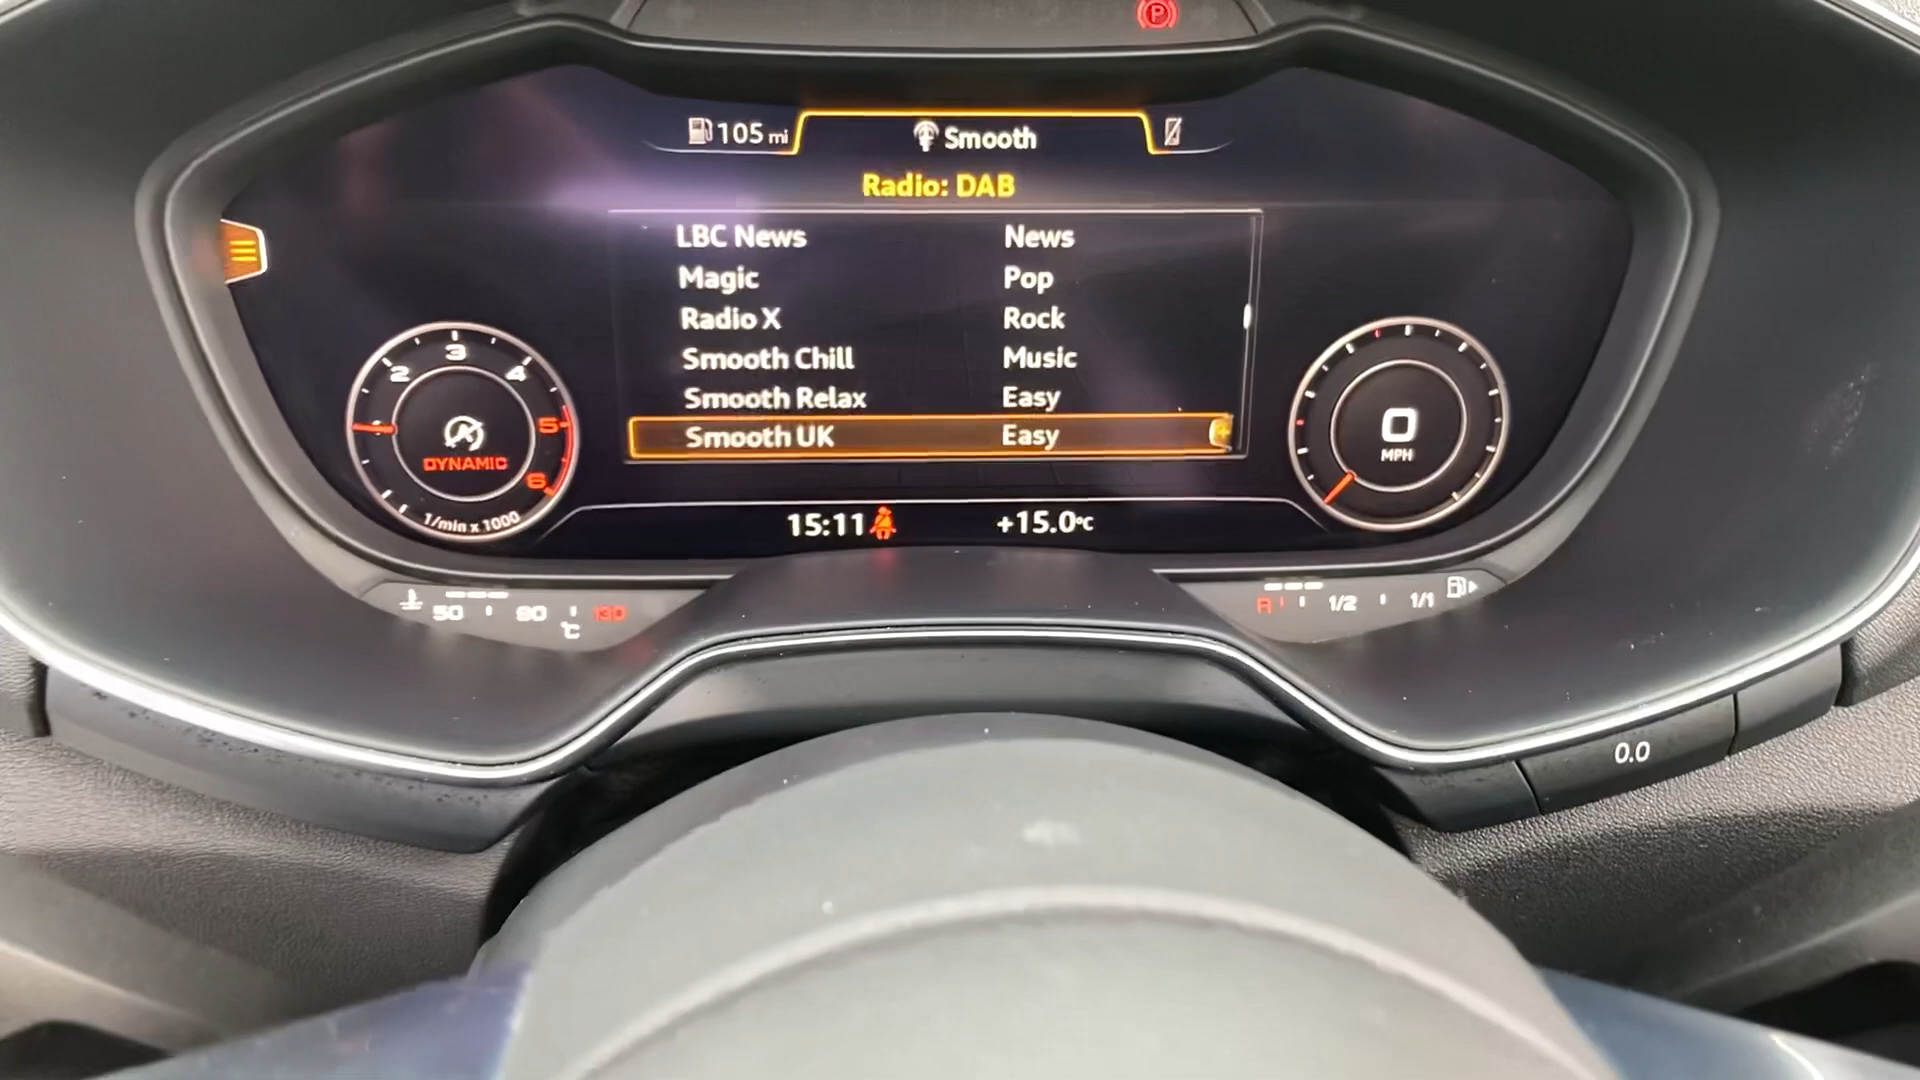 P
105 mi
Smooth
Radio: DAB
LBC News News
Magic Pop
Radio X Rock
Smooth Chill Music
Smooth Relax Easy
Smooth UK Easy
2 3 4 5 6
A
DYNAMIC
1/min x 1000
0
MPH
15:11
+15.0°C
50 90 130
°C
R 1/2 1/1
0.0